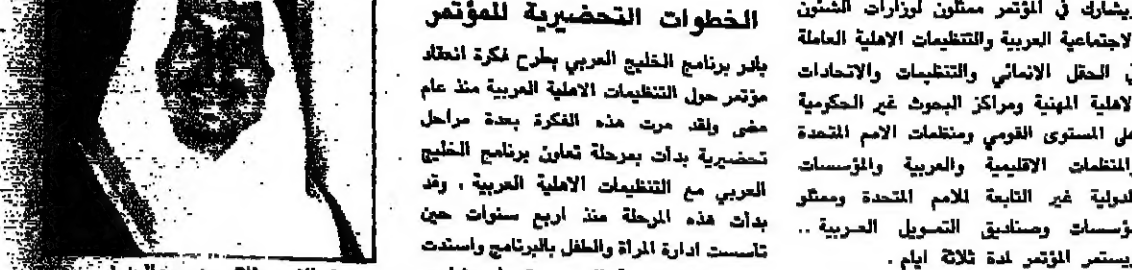 ويشارك في المؤتمر ممثلون لوزارات الشئون
الاجتماعية العربية والتنظيمات الاهلية العاملة
في الحقل الانمائي والتنظيمات والاتحادات
الاهلية المهنية ومراكز البحوث غير الحكومية
على المستوى القومي ومنظمات الامم المتحدة
والمنظمات الاقليمية والعربية والمؤسسات
الدولية غير التابعة للامم المتحدة وممثلو
مؤسسات وصناديق التمويل العربية ..
ويستمر المؤتمر لمدة ثلاثة ايام .
الخطوات التحضيرية للمؤتمر
بادر برنامج الخليج العربي بطرح فكرة انعقاد
مؤتمر حول التنظيمات الاهلية العربية منذ عام
مضى ولقد مرت هذه الفكرة بعدة مراحل
تحضيرية بدأت بمرحلة تعاون برنامج الخليج
العربي مع التنظيمات الاهلية العربية ، وقد
بدأت هذه المرحلة منذ اربع سنوات حين
تأسست ادارة المرأة والطفل بالبرنامج واسندت